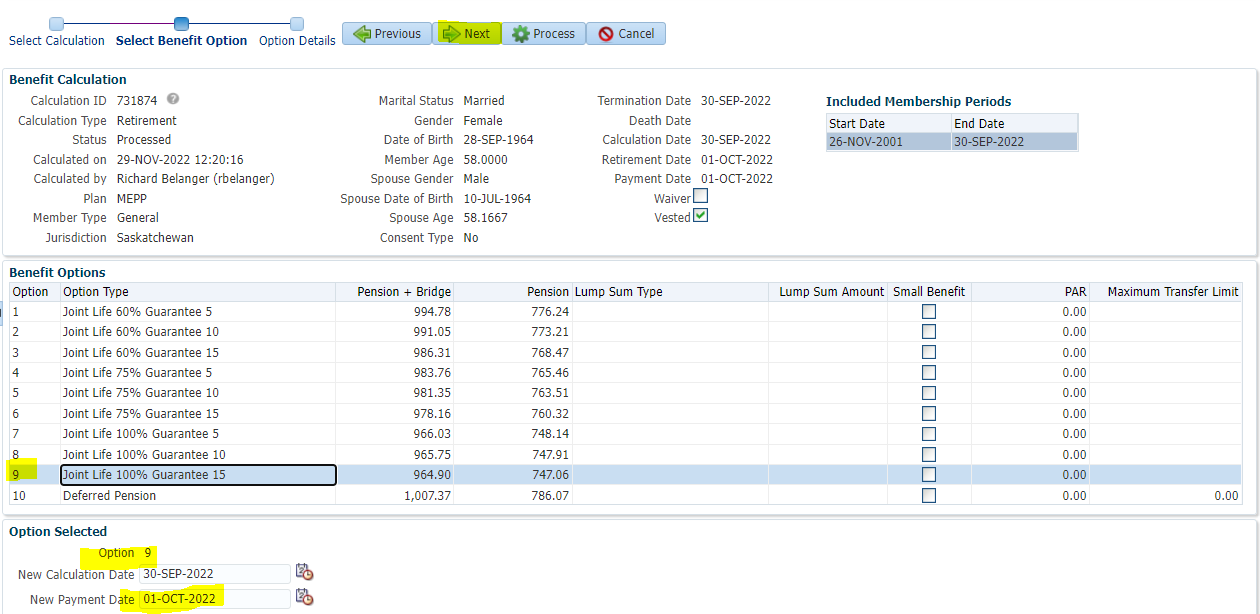 Select Calculation Select Benefit Option Option Details Previous Next Process Cancel
Benefit Calculation
Calculation ID 731874 ? Marital Status Married Termination Date 30-SEP-2022 Included Membership Periods
Calculation Type Retirement Gender Female Death Date Start Date End Date
Status Processed Date of Birth 28-SEP-1964 Calculation Date 30-SEP-2022 26-NOV-2001 30-SEP-2022
Calculated on 29-NOV-2022 12:20:16 Member Age 58.0000 Retirement Date 01-OCT-2022
Calculated by Richard Belanger (rbelanger) Spouse Gender Male Payment Date 01-OCT-2022
Plan MEPP Spouse Date of Birth 10-JUL-1964 Waiver
Member Type General Spouse Age 58.1667 Vested
Jurisdiction Saskatchewan Consent Type No
Benefit Options
Option Option Type Pension + Bridge Pension Lump Sum Type Lump Sum Amount Small Benefit PAR Maximum Transfer Limit
1 Joint Life 60% Guarantee 5 994.78 776.24 0.00
2 Joint Life 60% Guarantee 10 991.05 773.21 0.00
3 Joint Life 60% Guarantee 15 986.31 768.47 0.00
4 Joint Life 75% Guarantee 5 983.76 765.46 0.00
5 Joint Life 75% Guarantee 10 981.35 763.51 0.00
6 Joint Life 75% Guarantee 15 978.16 760.32 0.00
7 Joint Life 100% Guarantee 5 966.03 748.14 0.00
8 Joint Life 100% Guarantee 10 965.75 747.91 0.00
9 Joint Life 100% Guarantee 15 964.90 747.06 0.00
10 Deferred Pension 1,007.37 786.07 0.00 0.00
Option Selected
Option 9
New Calculation Date 30-SEP-2022
New Payment Date 01-OCT-2022